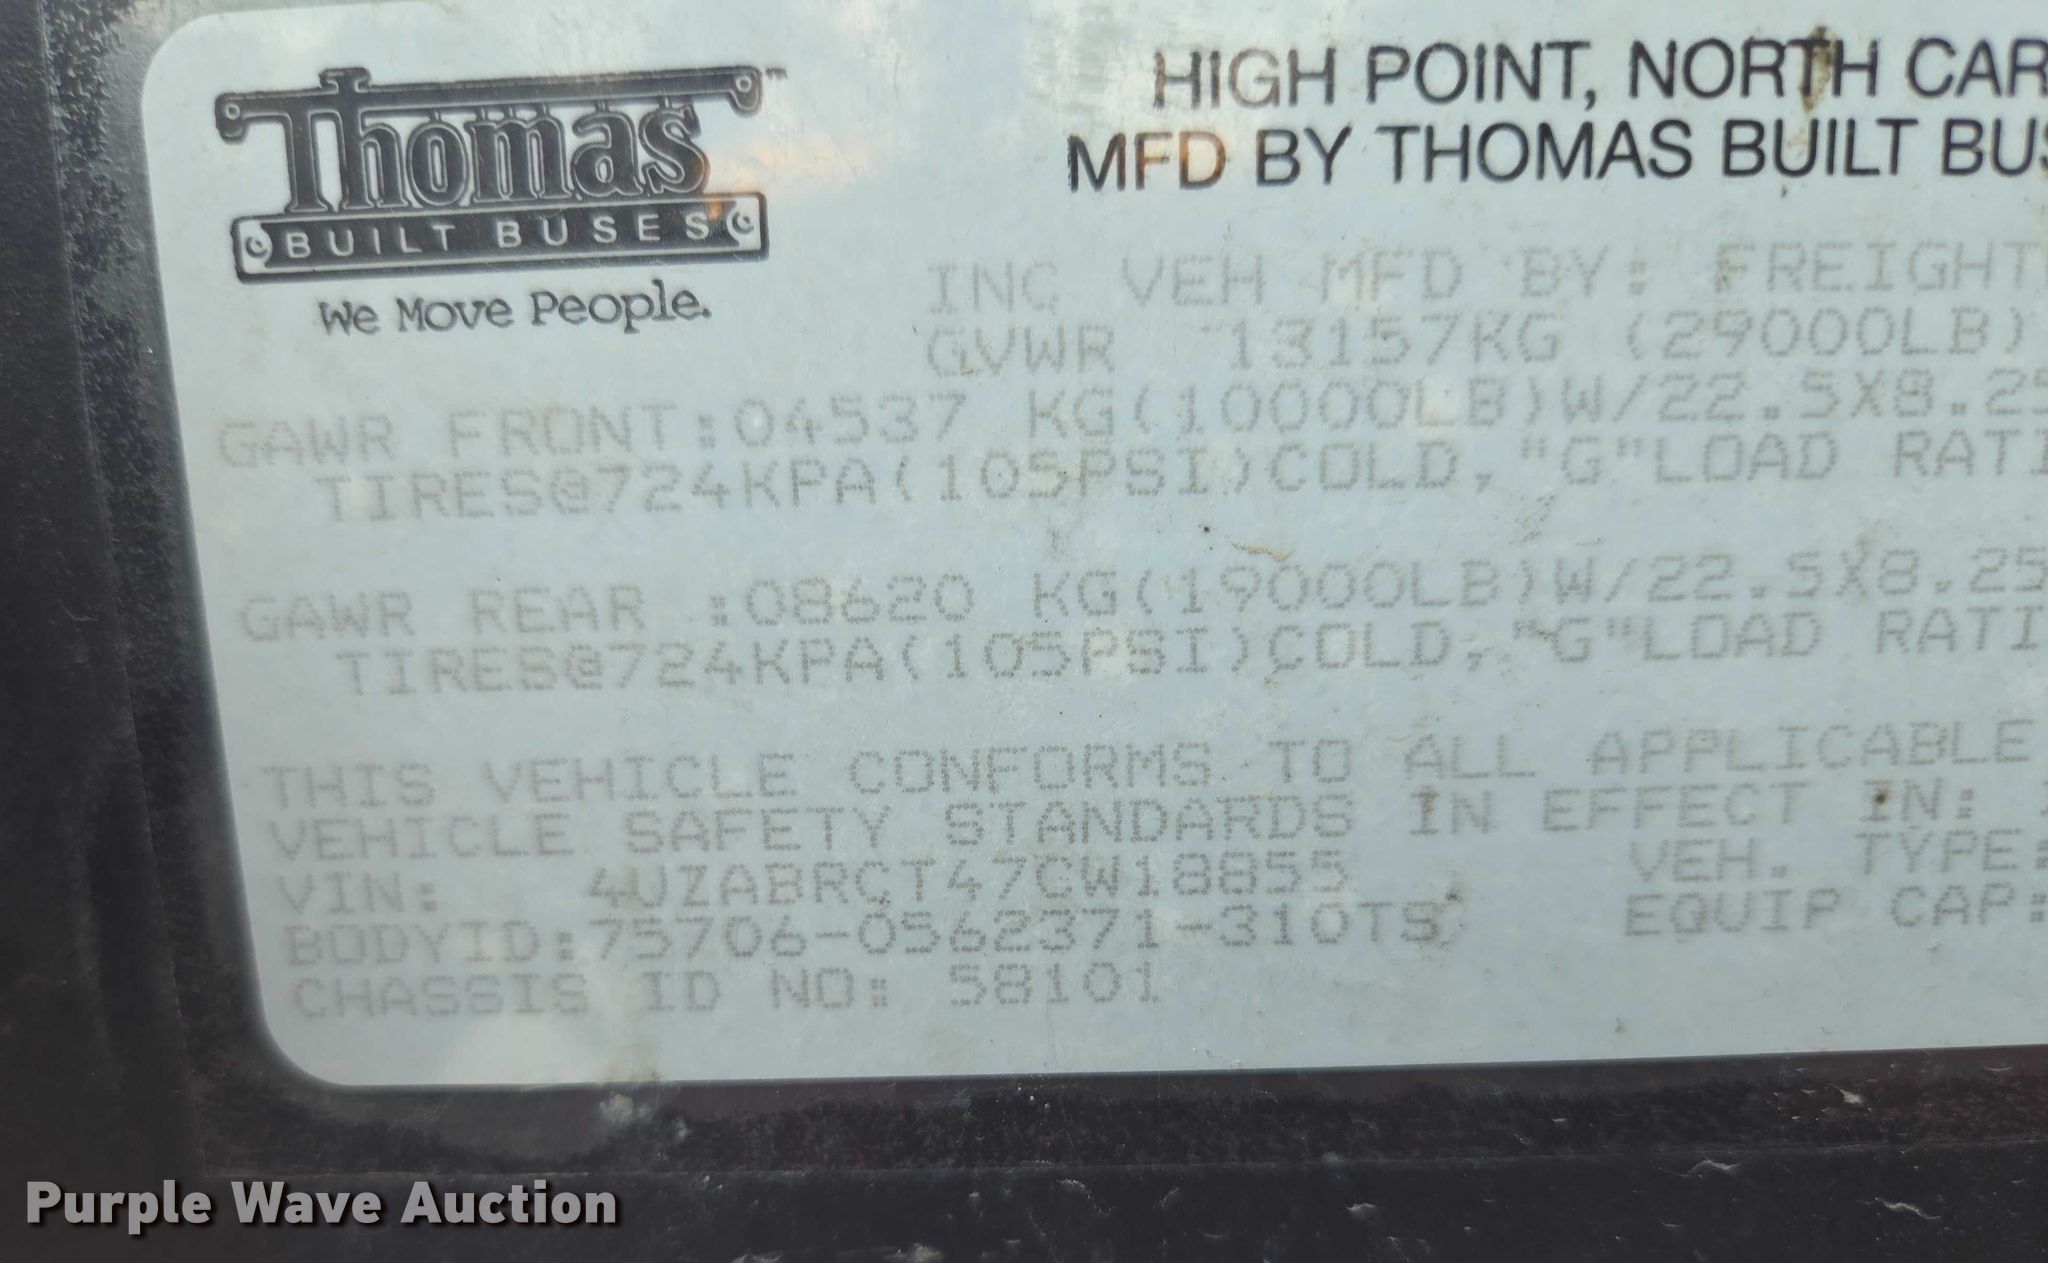 Thomas™
BUILT BUSES
We Move People.
HIGH POINT, NORTH CAR
MFD BY THOMAS BUILT BUS
INC VEH MFD BY: FREIGHT
GVWR 13157KG (29000LB)
GAWR FRONT:04537 KG(10000LB)W/22.5X8.25
TIRES@724KPA(105PSI)COLD,"G"LOAD RATI
GAWR REAR :08620 KG(19000LB)W/22.5X8.25
TIRES@724KPA(105PSI)COLD,"G"LOAD RATI
THIS VEHICLE CONFORMS TO ALL APPLICABLE
VEHICLE SAFETY STANDARDS IN EFFECT IN:
VIN: 4UZABRCT47CW18855 VEH. TYPE:
BODYID:75706-0562371-310TS EQUIP CAP:
CHASSIS ID NO: 58101
Purple Wave Auction